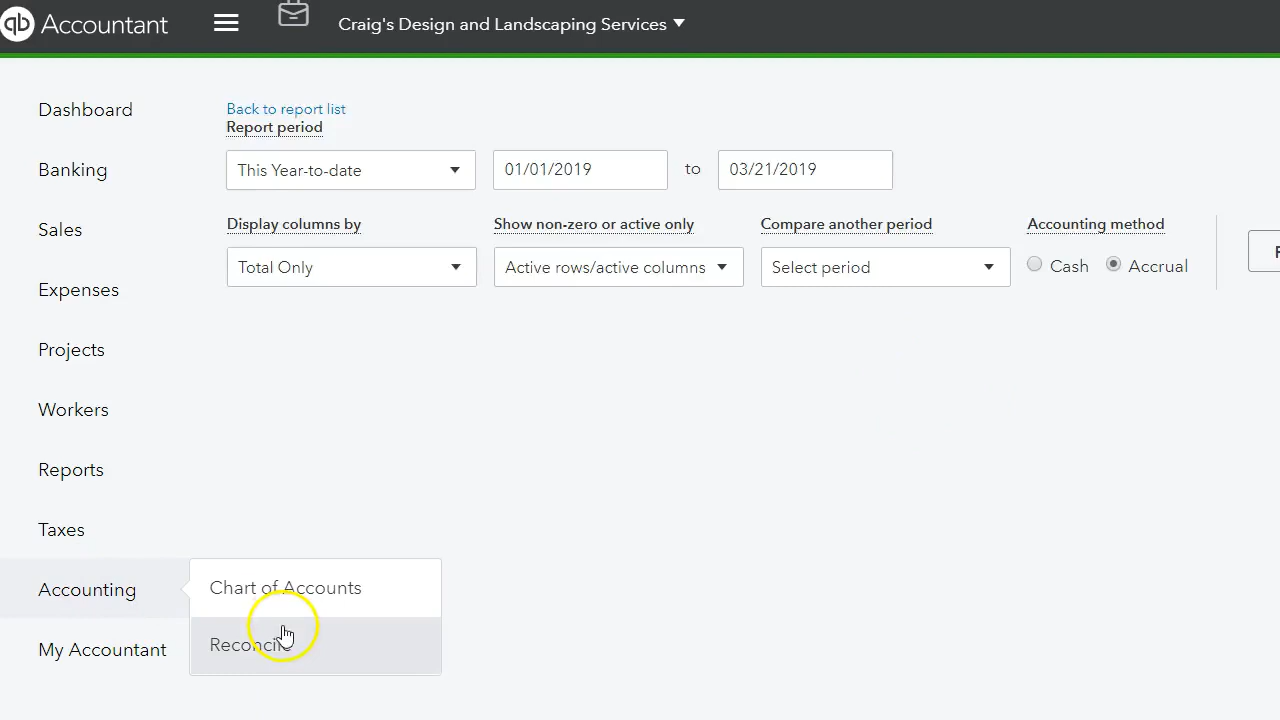 qb Accountant
Craig's Design and Landscaping Services
Dashboard
Banking
Sales
Expenses
Projects
Workers
Reports
Taxes
Accounting
My Accountant
Back to report list
Report period
This Year-to-date 01/01/2019 to 03/21/2019
Display columns by Show non-zero or active only Compare another period Accounting method
Total Only Active rows/active columns Select period Cash Accrual
Chart of Accounts
Reconcile